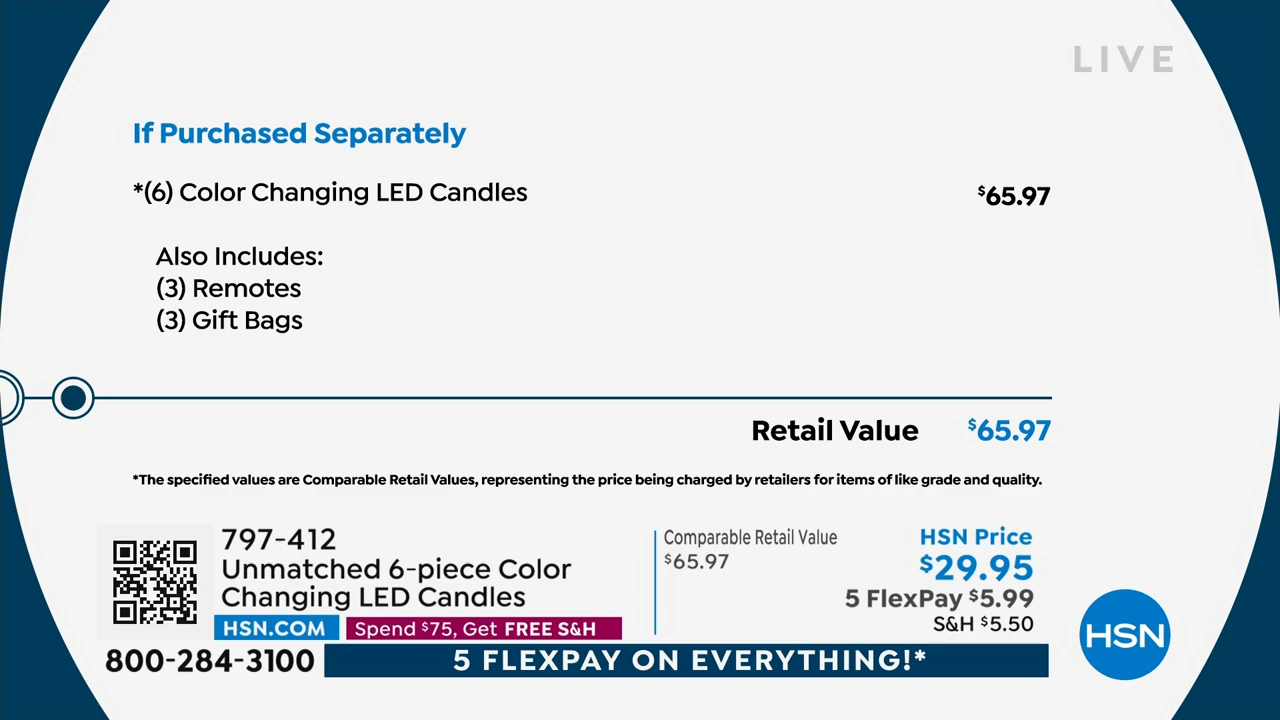 LIVE
If Purchased Separately
*(6) Color Changing LED Candles $65.97
Also Includes:
(3) Remotes
(3) Gift Bags
Retail Value $65.97
*The specified values are Comparable Retail Values, representing the price being charged by retailers for items of like grade and quality.
797-412
Unmatched 6-piece Color
Changing LED Candles
HSN.COM Spend $75, Get FREE S&H
Comparable Retail Value
$65.97
HSN Price
$29.95
5 FlexPay $5.99
S&H $5.50
HSN
800-284-3100 5 FLEXPAY ON EVERYTHING!*